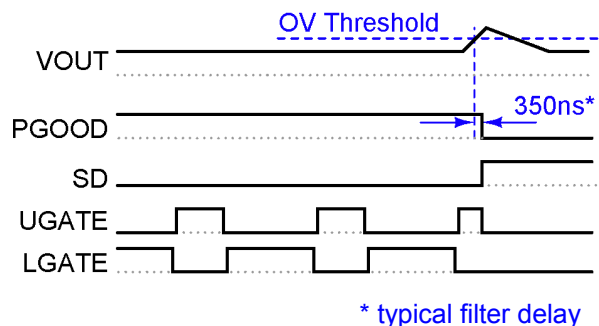 OV Threshold
VOUT
350ns*
PGOOD
SD
UGATE
LGATE
* typical filter delay